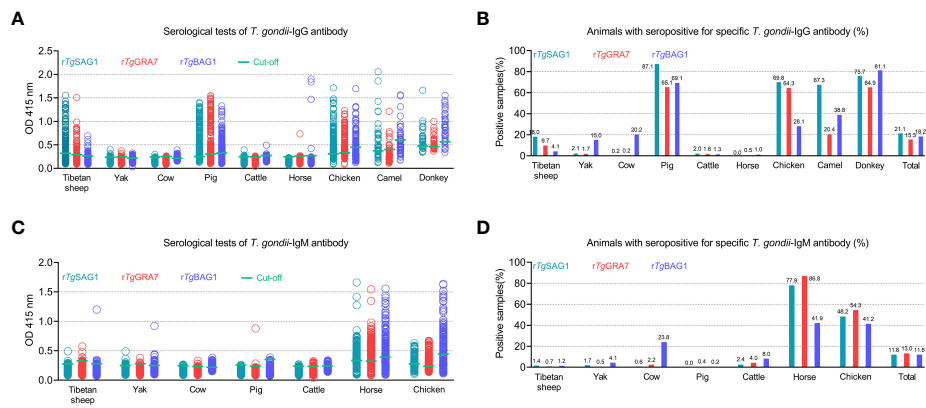 A
Serological tests of T. gondii-IgG antibody
rTgSAG1 rTgGRA7 rTgBAG1 Cut-off
OD 415 nm
2.5
2.0
1.5
1.0
0.5
0.0
Tibetan sheep Yak Cow Pig Cattle Horse Chicken Camel Donkey
B
Animals with seropositive for specific T. gondii-IgG antibody (%)
rTgSAG1 rTgGRA7 rTgBAG1
Positive samples(%)
100
80
60
40
20
0
18.0 9.7 4.1 2.1 1.7 15.0 0.2 0.2 20.2 87.1 65.1 69.1 2.0 1.8 1.3 0.0 0.5 1.0 69.8 64.3 28.1 67.3 20.4 38.8 75.7 64.9 81.1 21.1 15.3 18.2
Tibetan sheep Yak Cow Pig Cattle Horse Chicken Camel Donkey Total
C
Serological tests of T. gondii-IgM antibody
rTgSAG1 rTgGRA7 rTgBAG1 Cut-off
OD 415 nm
2.0
1.5
1.0
0.5
0.0
Tibetan sheep Yak Cow Pig Cattle Horse Chicken
D
Animals with seropositive for specific T. gondii-IgM antibody (%)
rTgSAG1 rTgGRA7 rTgBAG1
Positive samples(%)
100
80
60
40
20
0
1.4 0.7 1.2 1.7 0.5 4.1 0.6 2.2 23.8 0.0 0.4 0.2 2.4 4.0 8.0 77.9 86.8 41.9 48.2 54.3 41.2 11.8 13.0 11.6
Tibetan sheep Yak Cow Pig Cattle Horse Chicken Total